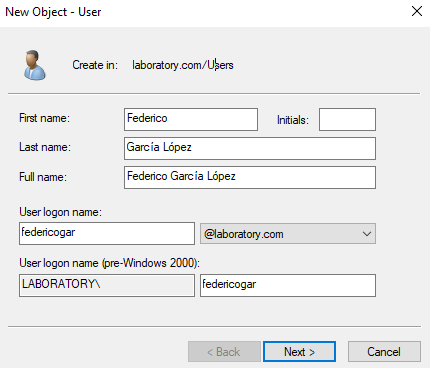 New Object - User
Create in: laboratory.com/Users
First name: Federico Initials:
Last name: García López
Full name: Federico García López
User logon name:
federicogar @laboratory.com
User logon name (pre-Windows 2000):
LABORATORY\ federicogar
< Back Next > Cancel